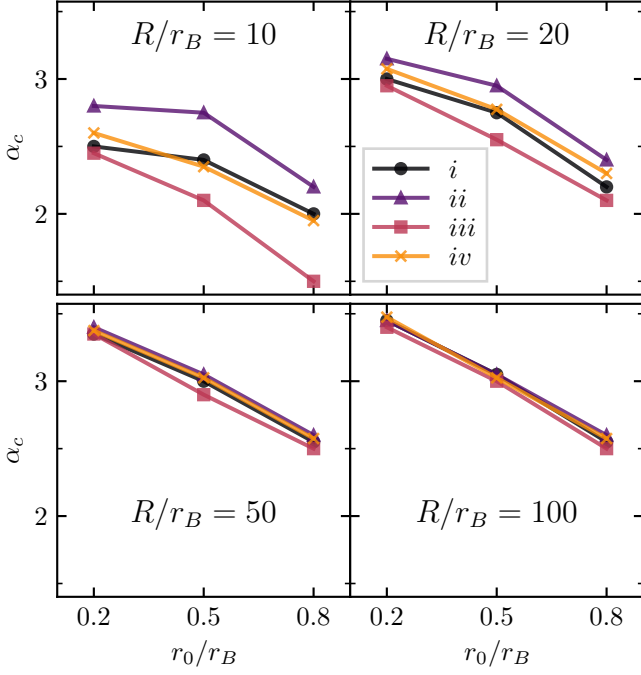 R/r_B = 10
R/r_B = 20
3
2
α_c
i
ii
iii
iv
3
2
α_c
R/r_B = 50
R/r_B = 100
0.2 0.5 0.8
0.2 0.5 0.8
r_0/r_B
r_0/r_B